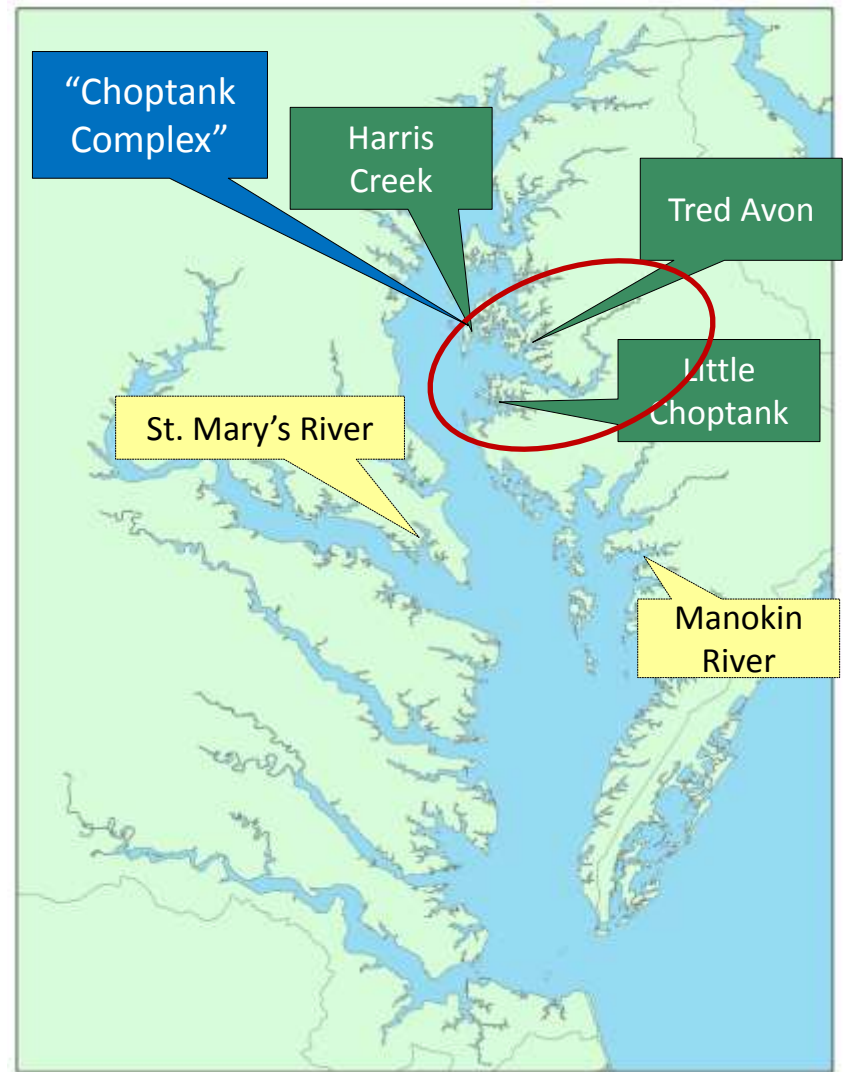 “Choptank
Complex”
Harris
Creek
Tred Avon
Little
Choptank
St. Mary’s River
Manokin
River